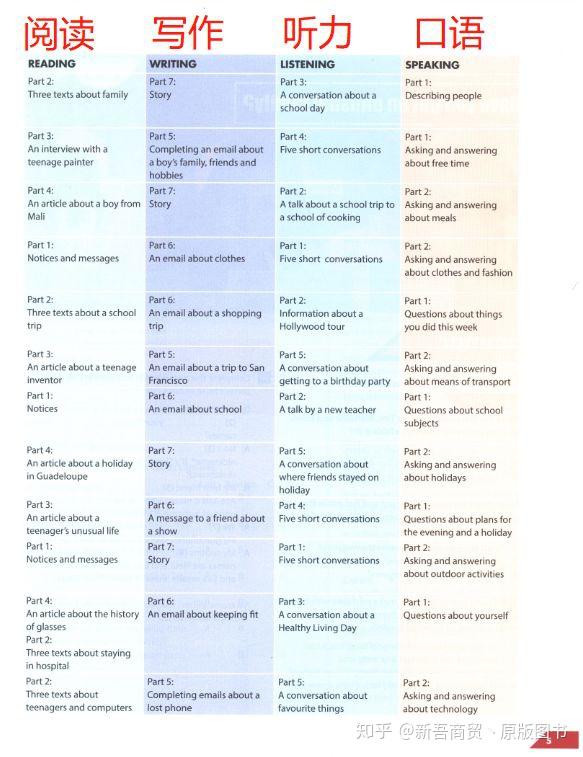 阅读 写作 听力 口语
READING WRITING LISTENING SPEAKING
Part 2: Part 7: Part 3: Part 1:
Three texts about family Story A conversation about a Describing people
school day
Part 3: Part 5: Part 4: Part 1:
An interview with a Completing an email about Five short conversations Asking and answering
teenage painter a boy's family, friends and about free time
hobbies
Part 4: Part 7: Part 2: Part 2:
An article about a boy from Story A talk about a school trip to Asking and answering
Mali a school of cooking about meals
Part 1: Part 6: Part 1: Part 2:
Notices and messages An email about clothes Five short conversations Asking and answering
about clothes and fashion
Part 2: Part 6: Part 2: Part 1:
Three texts about a school An email about a shopping Information about a Questions about things
trip trip Hollywood tour you did this week
Part 3: Part 5: Part 5: Part 2:
An article about a teenage An email about a trip to San A conversation about Asking and answering
inventor Francisco getting to a birthday party about means of transport
Part 1: Part 6: Part 2: Part 1:
Notices An email about school A talk by a new teacher Questions about school
subjects
Part 4: Part 7: Part 5: Part 2:
An article about a holiday Story A conversation about Asking and answering
in Guadeloupe where friends stayed on about holidays
holiday
Part 3: Part 6: Part 4: Part 1:
An article about a A message to a friend about Five short conversations Questions about plans for
teenager's unusual life a show the evening and a holiday
Part 1: Part 7: Part 1: Part 2:
Notices and messages Story Five short conversations Asking and answering
about outdoor activities
Part 4: Part 6: Part 3: Part 1:
An article about the history An email about keeping fit A conversation about a Questions about yourself
of glasses Healthy Living Day
Part 2:
Three texts about staying
in hospital
Part 2: Part 5: Part 5: Part 2:
Three texts about Completing emails about a A conversation about Asking and answering
teenagers and computers lost phone favourite things about technology
知乎 @新吾商贸、原版图书
5